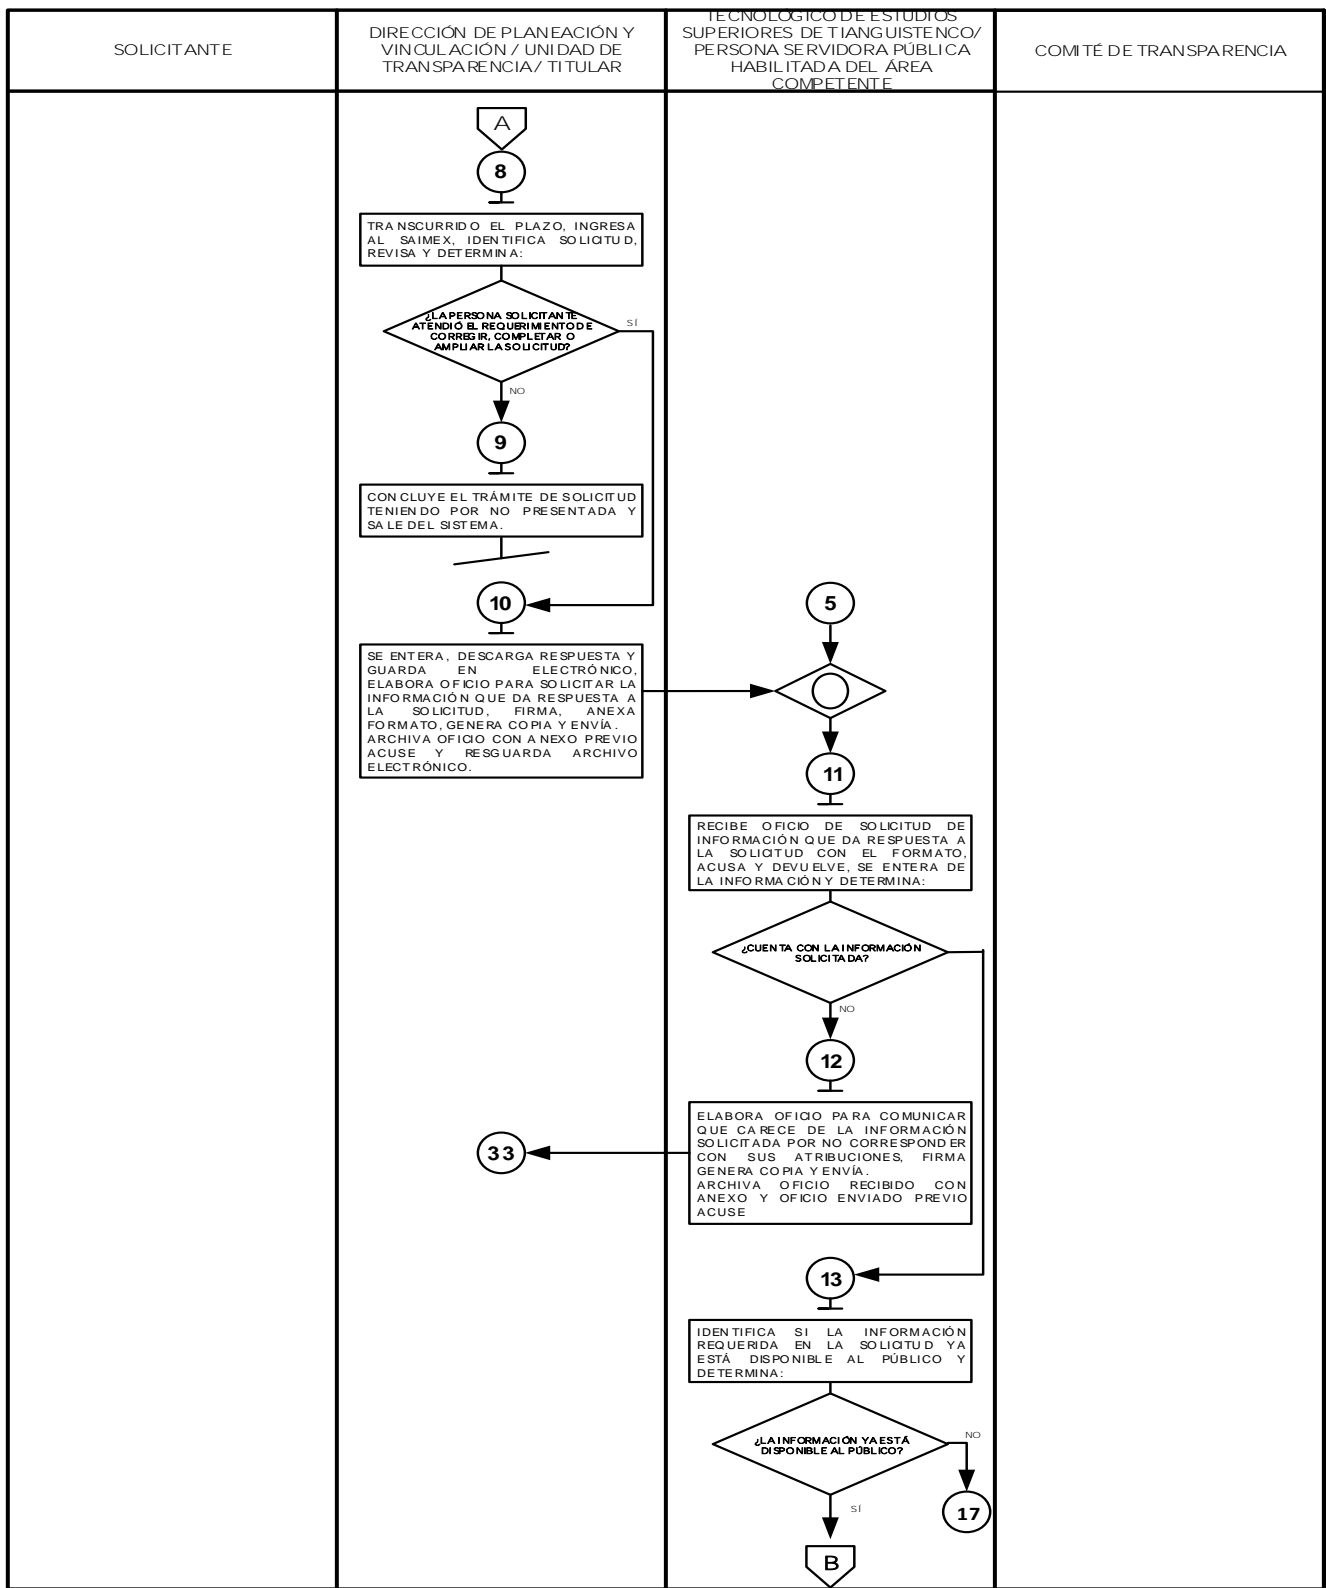 SOLICITANTE
DIRECCIÓN DE PLANEACIÓN Y
VINCULACIÓN / UNIDAD DE
TRANSPARENCIA/ TITULAR
TECNOLÓGICO DE ESTUDIOS
SUPERIORES DE TIANGUISTENCO/
PERSONA SERVIDORA PÚBLICA
HABILITADA DEL ÁREA
COMPETENTE
COMITÉ DE TRANSPARENCIA
A
8
TRANSCURRIDO EL PLAZO, INGRESA
AL SAIMEX, IDENTIFICA SOLICITUD,
REVISA Y DETERMINA:
¿LA PERSONA SOLICITANTE
ATENDIÓ EL REQUERIMIENTO DE
CORREGIR, COMPLETAR O
AMPLIAR LA SOLICITUD?
SÍ
NO
9
CONCLUYE EL TRÁMITE DE SOLICITUD
TENIENDO POR NO PRESENTADA Y
SALE DEL SISTEMA.
10
5
SE ENTERA, DESCARGA RESPUESTA Y
GUARDA EN ELECTRÓNICO,
ELABORA OFICIO PARA SOLICITAR LA
INFORMACIÓN QUE DA RESPUESTA A
LA SOLICITUD, FIRMA, ANEXA
FORMATO, GENERA COPIA Y ENVÍA.
ARCHIVA OFICIO CON ANEXO PREVIO
ACUSE Y RESGUARDA ARCHIVO
ELECTRÓNICO.
11
RECIBE OFICIO DE SOLICITUD DE
INFORMACIÓN QUE DA RESPUESTA A
LA SOLICITUD CON EL FORMATO,
ACUSA Y DEVUELVE, SE ENTERA DE
LA INFORMACIÓN Y DETERMINA:
¿CUENTA CON LA INFORMACIÓN
SOLICITADA?
NO
12
ELABORA OFICIO PARA COMUNICAR
QUE CARECE DE LA INFORMACIÓN
SOLICITADA POR NO CORRESPONDER
CON SUS ATRIBUCIONES, FIRMA
GENERA COPIA Y ENVÍA.
ARCHIVA OFICIO RECIBIDO CON
ANEXO Y OFICIO ENVIADO PREVIO
ACUSE
33
13
IDENTIFICA SI LA INFORMACIÓN
REQUERIDA EN LA SOLICITUD YA
ESTÁ DISPONIBLE AL PÚBLICO Y
DETERMINA:
¿LA INFORMACIÓN YA ESTÁ
DISPONIBLE AL PÚBLICO?
NO
17
SÍ
B